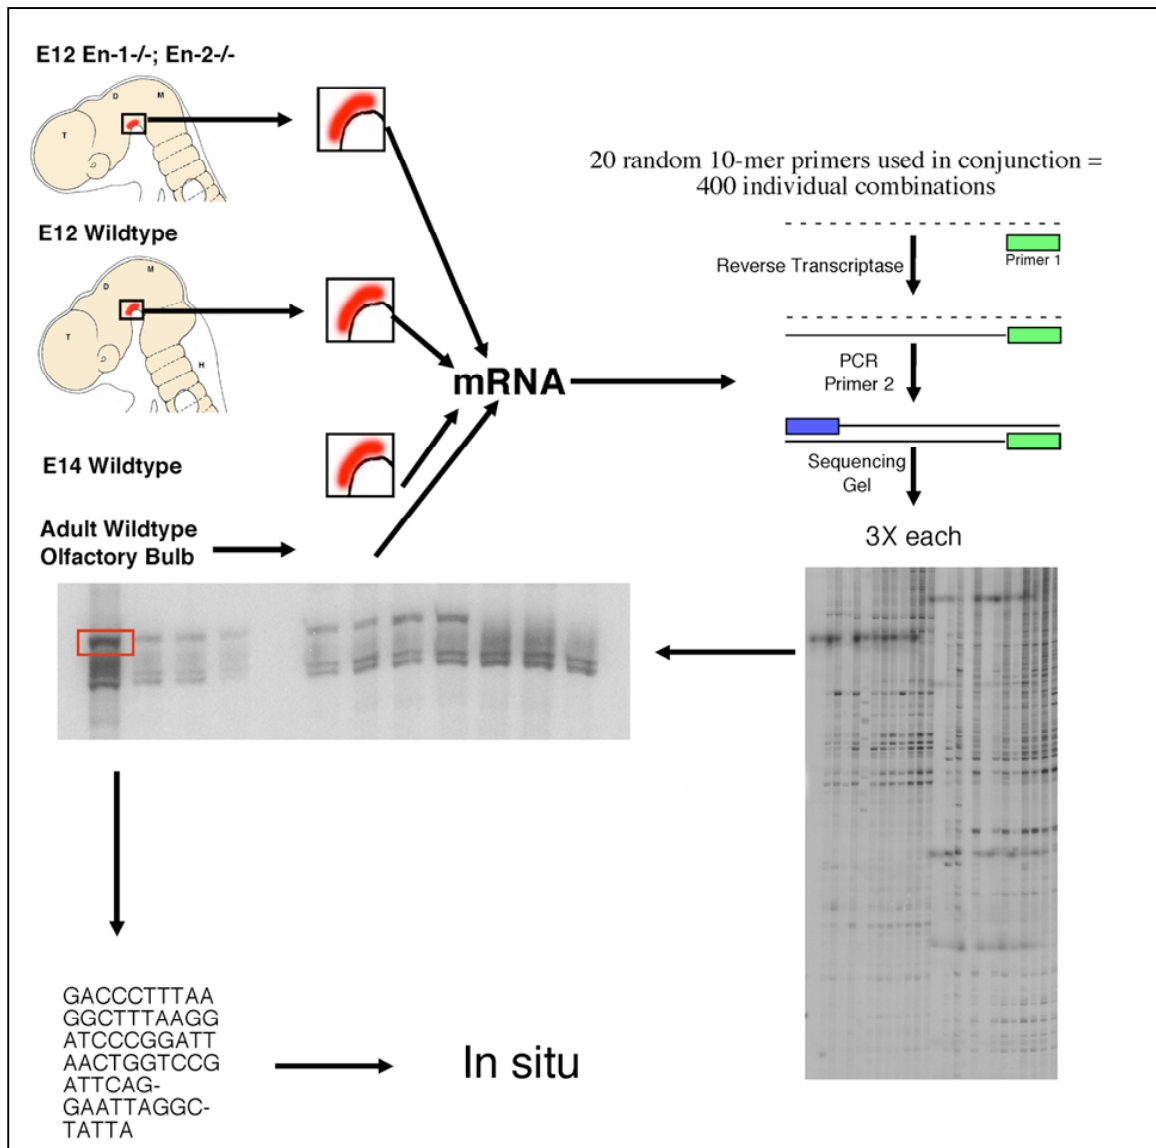 E12 En-1-/-; En-2-/-
D
M
T
E12 Wildtype
M
D
T
H
E14 Wildtype
Adult Wildtype
Olfactory Bulb
mRNA
20 random 10-mer primers used in conjunction =
400 individual combinations
Reverse Transcriptase
Primer 1
PCR
Primer 2
Sequencing
Gel
3X each
GACCCTTTAA
GGCTTTAAGG
ATCCCGGATT
AACTGGTCCG
ATTCAG-
GAATTAGGC-
TATTA
In situ